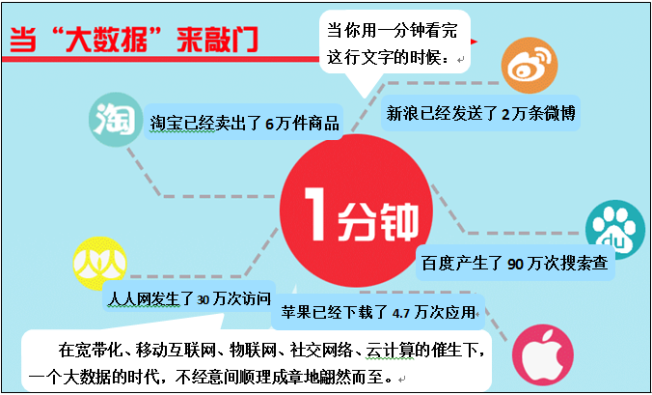 当“大数据”来敲门
当你用一分钟看完
这行文字的时候：
淘
淘宝已经卖出了6万件商品
新浪已经发送了2万条微博
1分钟
du
百度产生了90万次搜索查
人人网发生了30万次访问
苹果已经下载了4.7万次应用
在宽带化、移动互联网、物联网、社交网络、云计算的催生下，
一个大数据的时代，不经意间顺理成章地翩然而至。